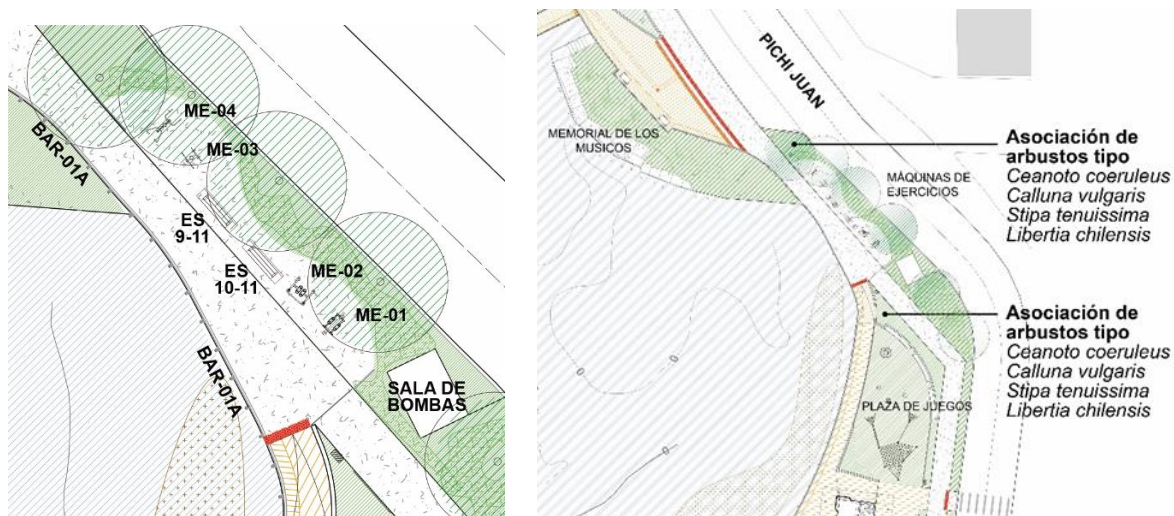 ME-04
BAR-01A
ME-03
ES
9-11
ES
10-11
ME-02
ME-01
BAR-01A
SALA DE
BOMBAS
PICHI JUAN
MEMORIAL DE LOS
MUSICOS
MÁQUINAS DE
EJERCICIOS
Asociación de
arbustos tipo
Ceanoto coeruleus
Calluna vulgaris
Stipa tenuissima
Libertia chilensis
Asociación de
arbustos tipo
Ceanoto coeruleus
Calluna vulgaris
Stipa tenuissima
Libertia chilensis
PLAZA DE JUEGOS
0
0
0